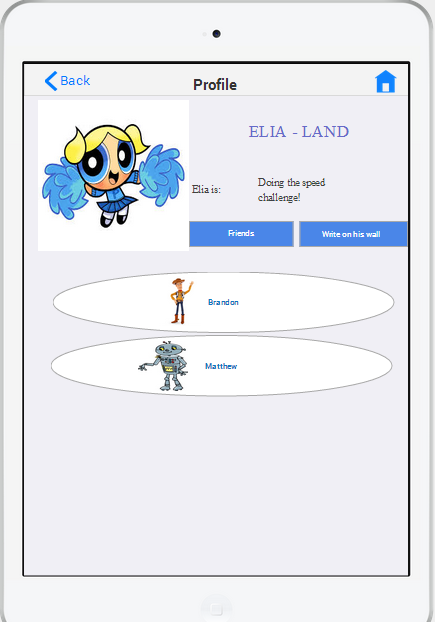 Back
Profile
ELIA - LAND
Elia is:
Doing the speed
challenge!
Friends
Write on his wall
Brandon
Matthew